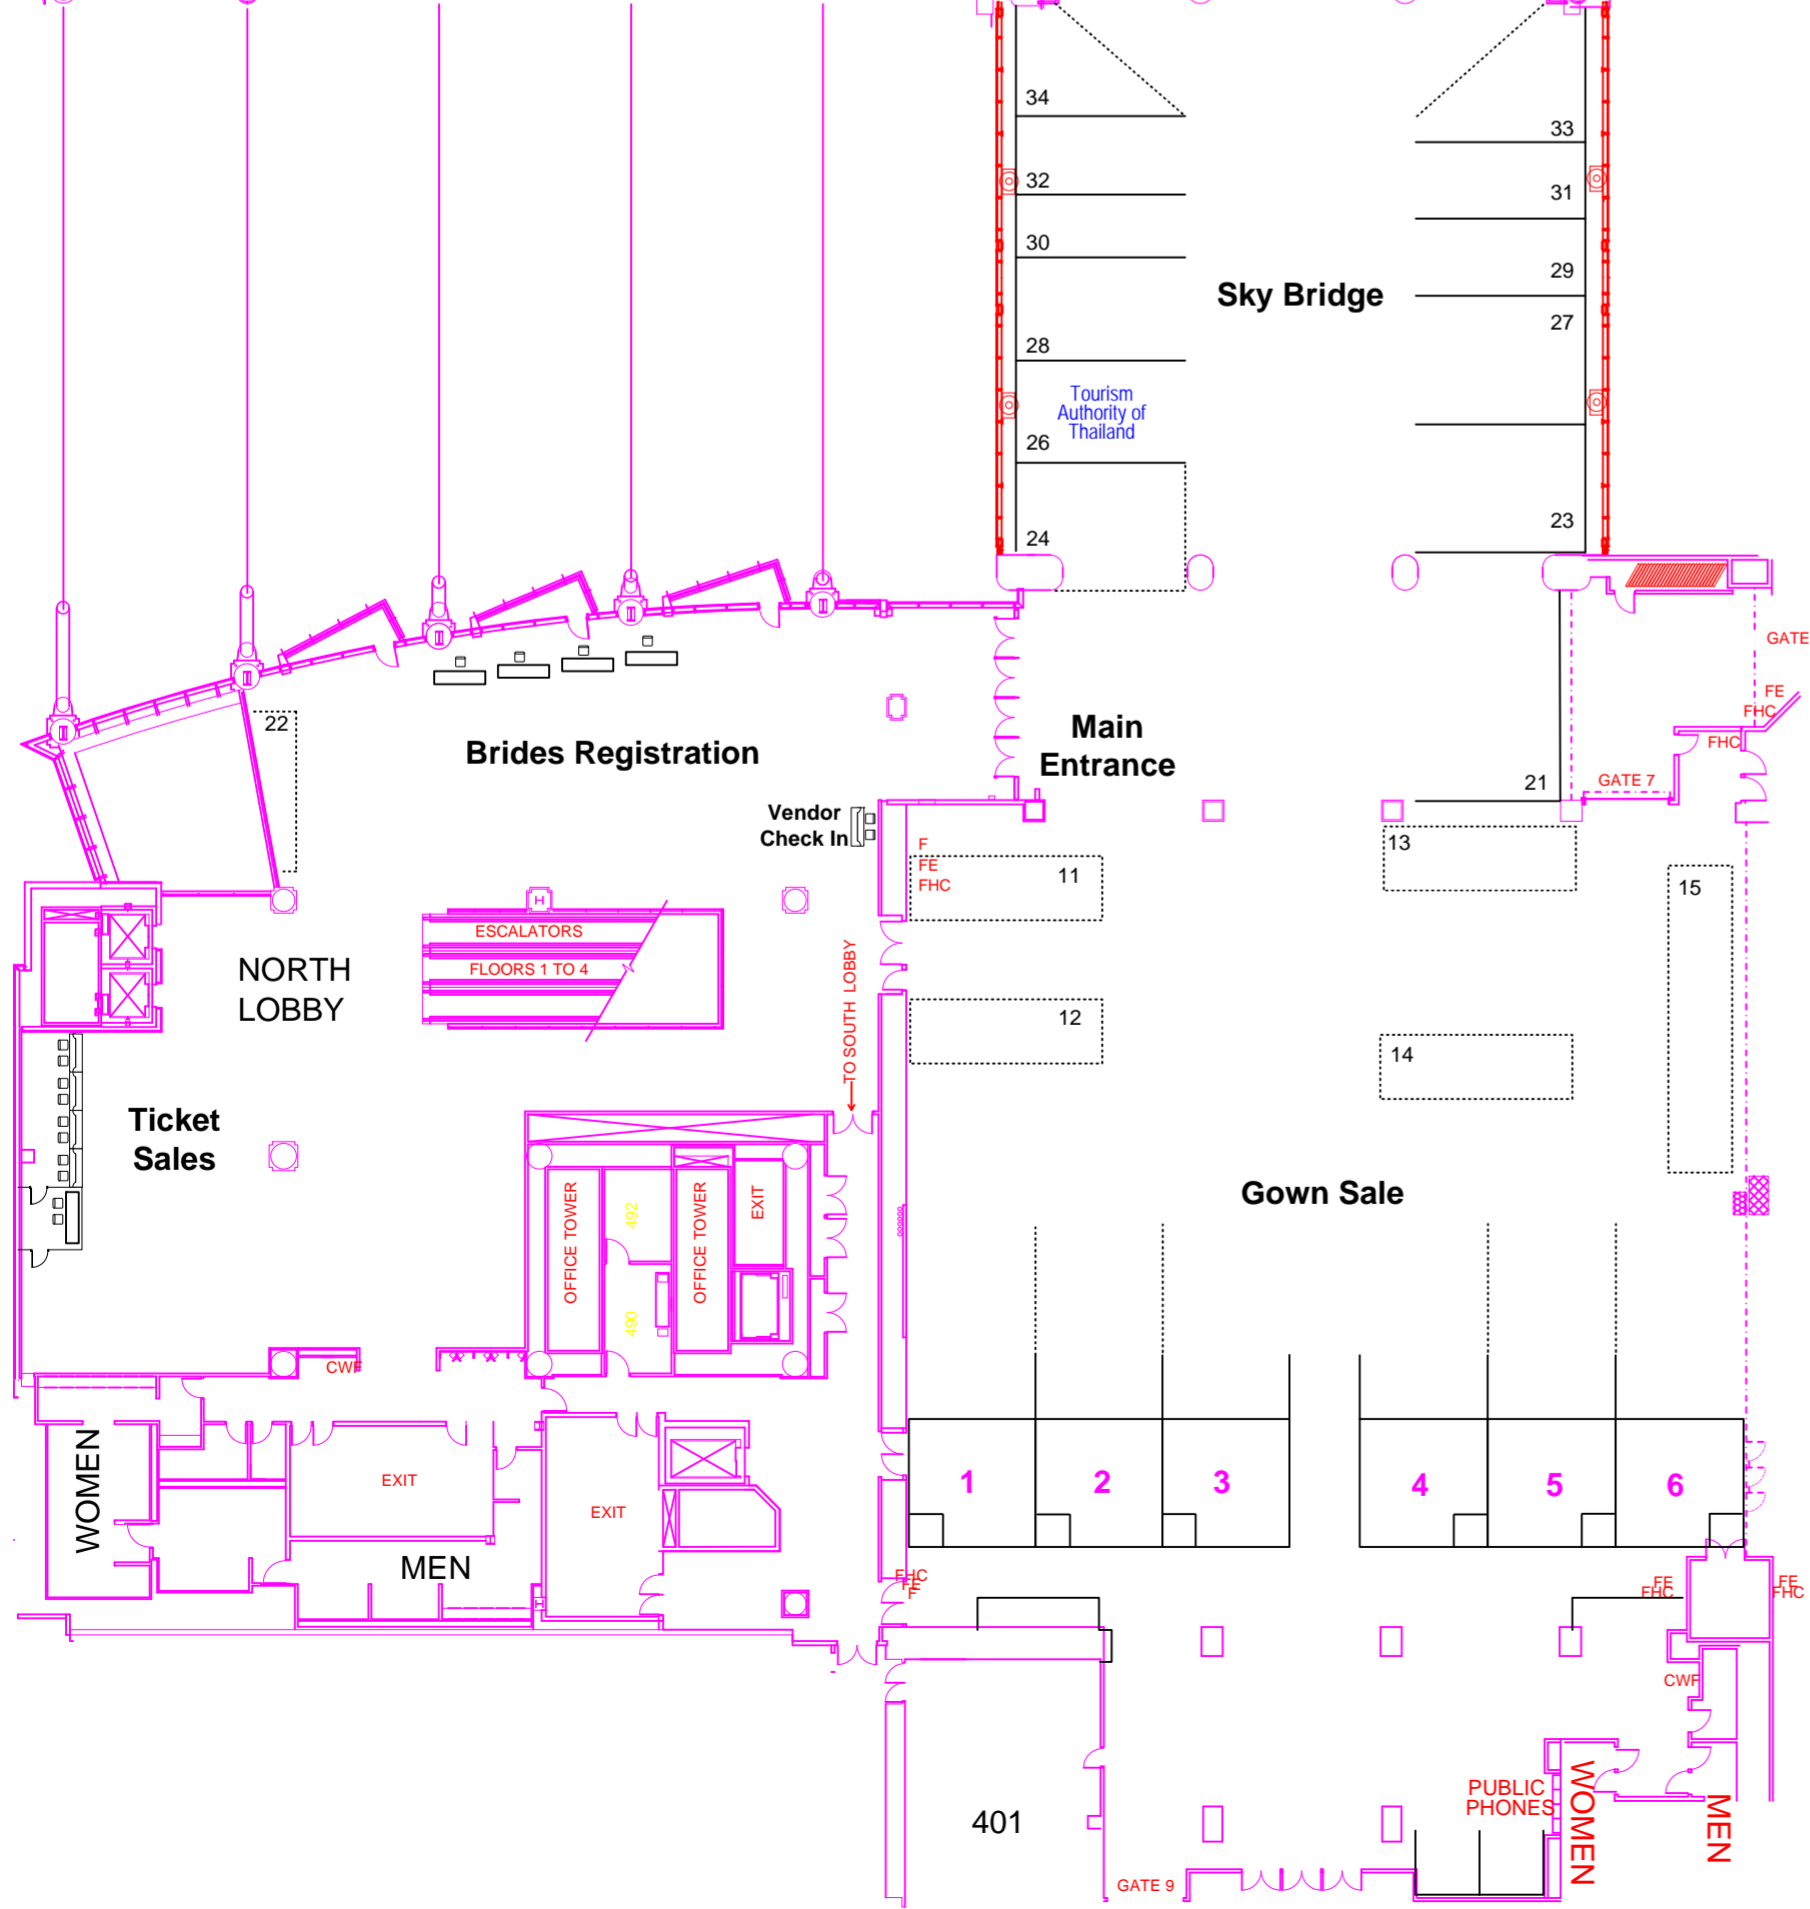 34
33
32
31
30
29
Sky Bridge
27
28
Tourism
Authority of
Thailand
26
23
24
GATE
FE
FHC
22
Brides Registration
Main
Entrance
FHC
21
GATE 7
Vendor
Check In
F
FE
FHC
11
13
15
ESCALATORS
FLOORS 1 TO 4
NORTH
LOBBY
TO SOUTH LOBBY
12
14
Ticket
Sales
Gown Sale
OFFICE TOWER
492
OFFICE TOWER
EXIT
490
CWF
WOMEN
EXIT
EXIT
MEN
1
2
3
4
5
6
FHC
FE
F
FE
FHC
FE
FHC
CWF
401
PUBLIC
PHONES
WOMEN
MEN
GATE 9